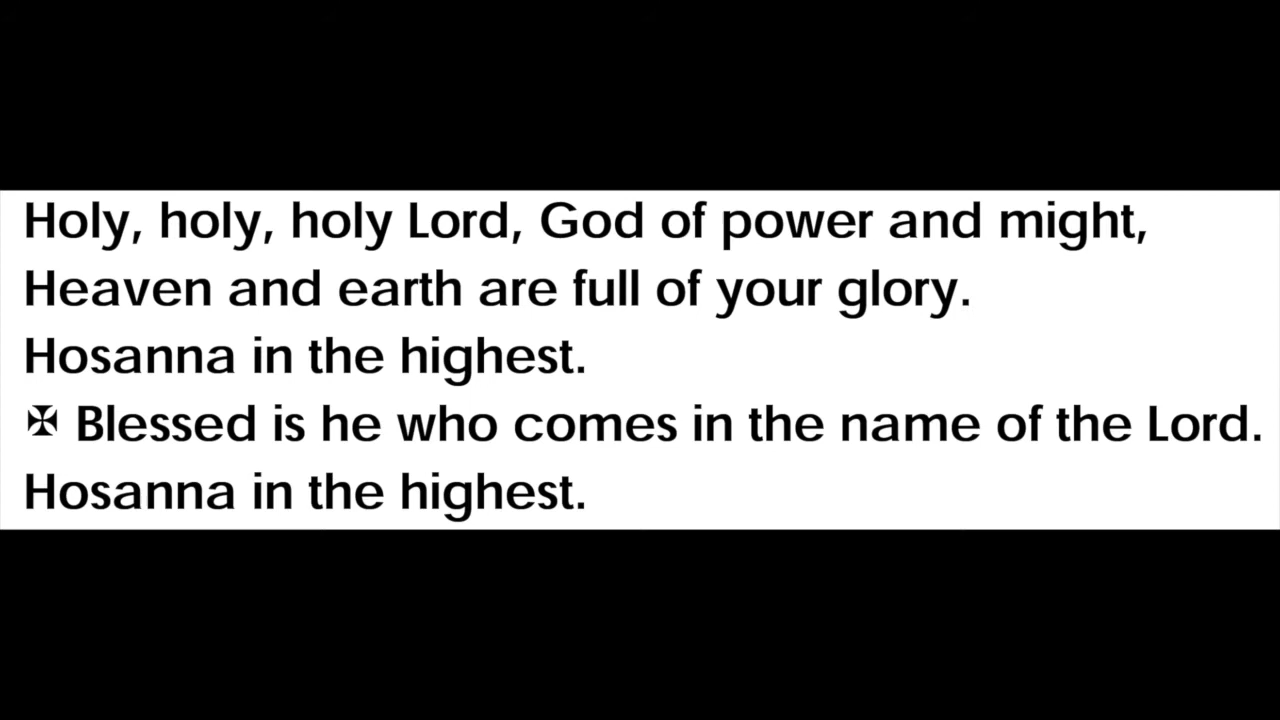 Holy, holy, holy Lord, God of power and might,
Heaven and earth are full of your glory.
Hosanna in the highest.
✠ Blessed is he who comes in the name of the Lord.
Hosanna in the highest.